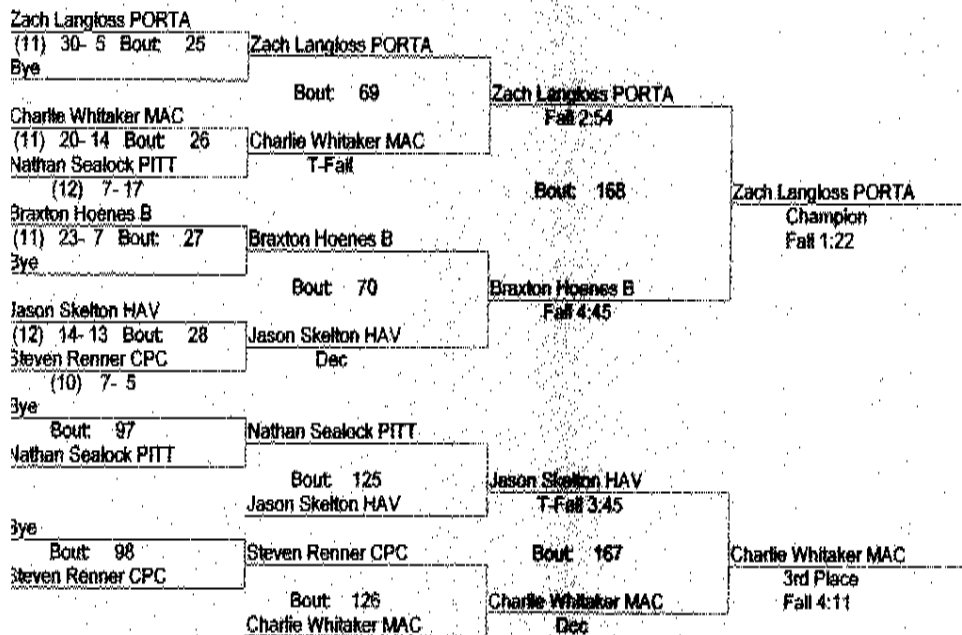 Zach Langloss PORTA
(11) 30- 5 Bout: 25
Bye
Charlie Whitaker MAC
(11) 20- 14 Bout: 26
Nathan Sealock PITT
(12) 7- 17
Braxton Hoenes B
(11) 23- 7 Bout: 27
Bye
Jason Skelton HAV
(12) 14- 13 Bout: 28
Steven Renner CPC
(10) 7- 5
Bye
Bout: 97
Nathan Sealock PITT
Bye
Bout: 98
Steven Renner CPC
Zach Langloss PORTA
Bout: 69
Charlie Whitaker MAC
T-Fall
Braxton Hoenes B
Bout: 70
Jason Skelton HAV
Dec
Nathan Sealock PITT
Bout: 125
Jason Skelton HAV
Steven Renner CPC
Bout: 126
Charlie Whitaker MAC
Zach Langloss PORTA
Fall 2:54
Bout: 168
Braxton Hoenes B
Fall 4:45
Jason Skelton HAV
T-Fall 3:45
Bout: 167
Charlie Whitaker MAC
Dec
Zach Langloss PORTA
Champion
Fall 1:22
Charlie Whitaker MAC
3rd Place
Fall 4:11